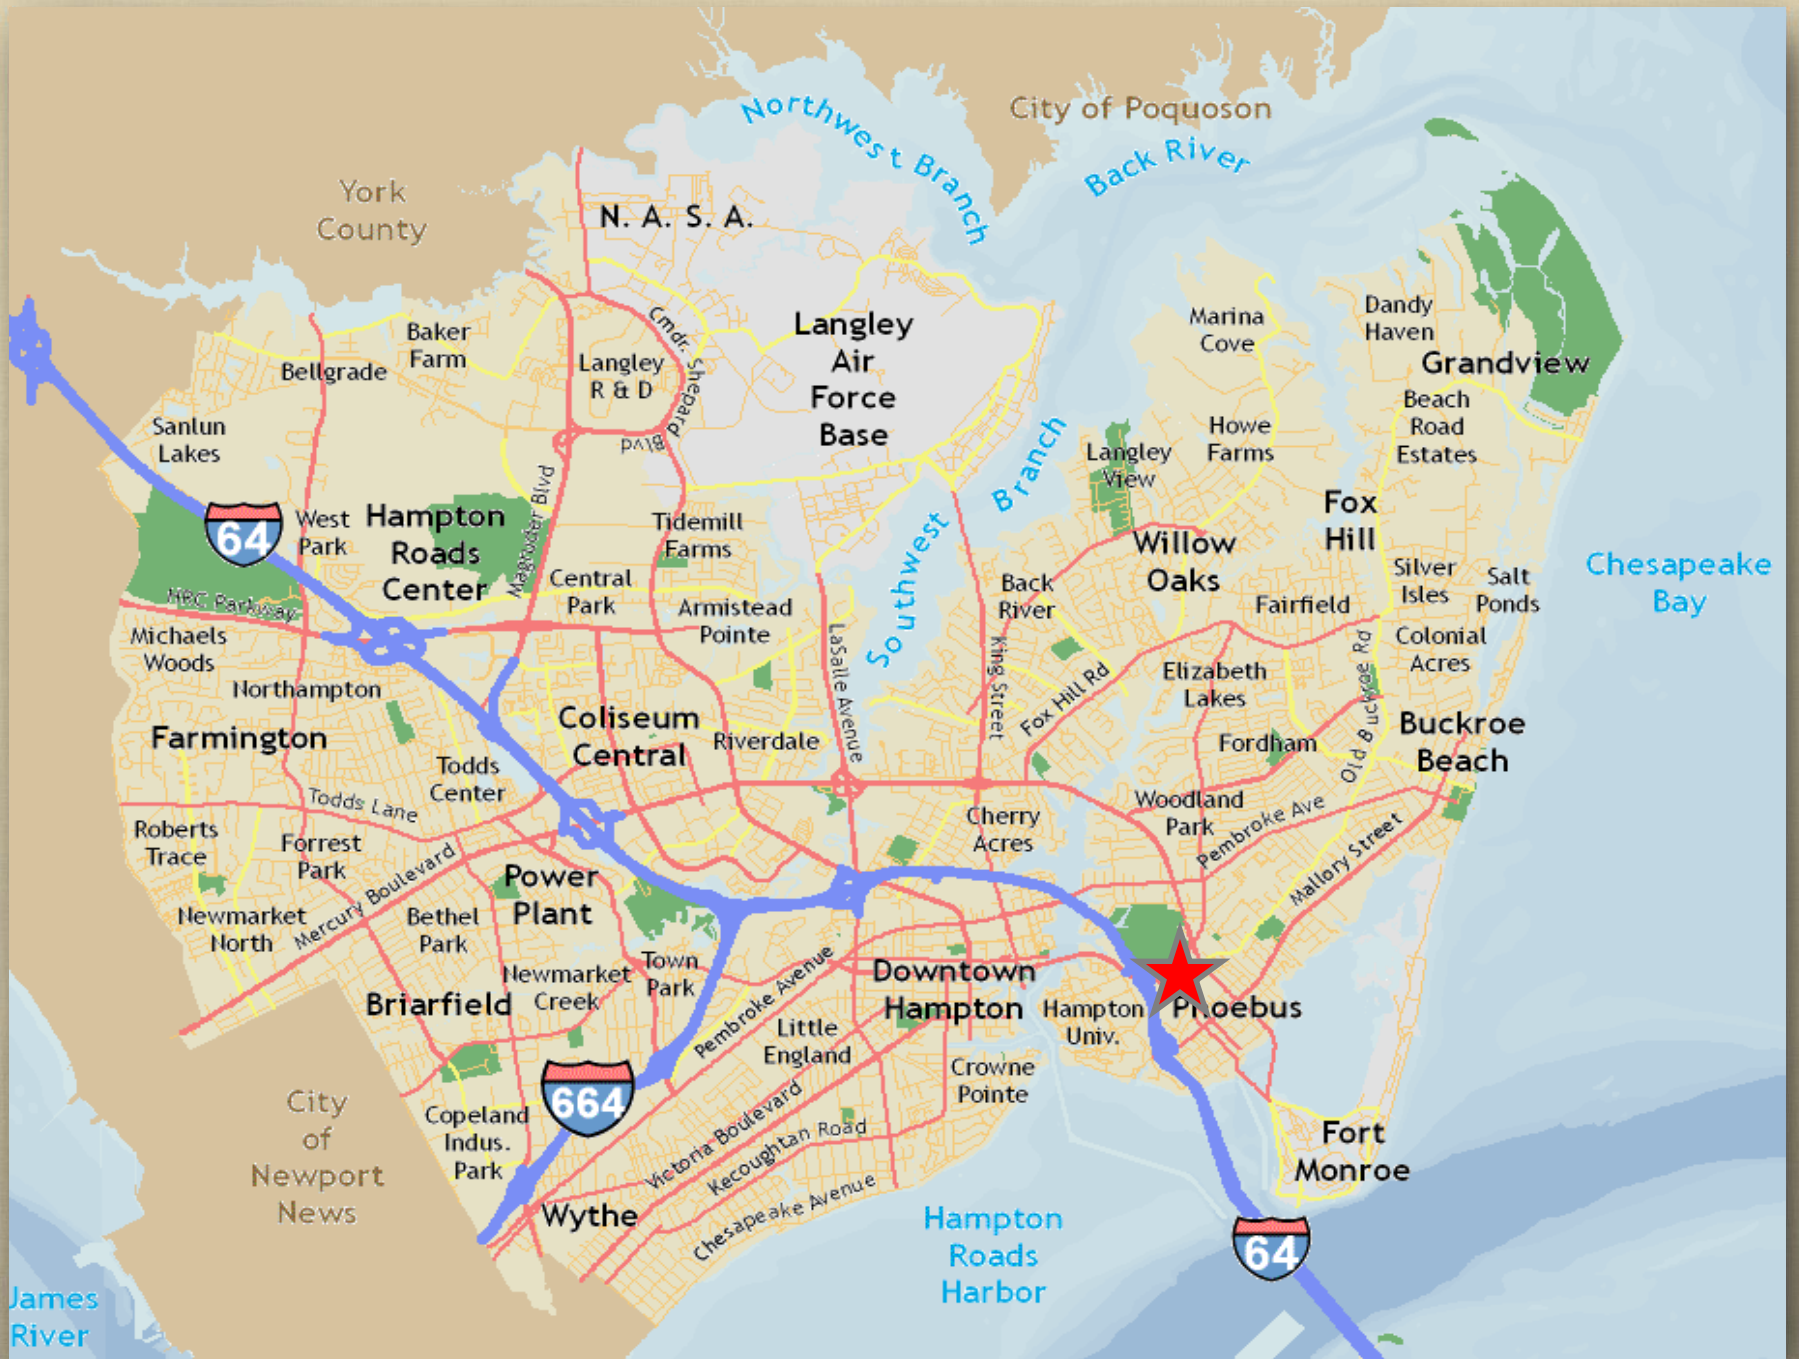 City of Poquoson
Northwest Branch
Back River
York
County
N. A. S. A.
Cmdr. Shepard
Blvd
Langley
Air
Force
Base
Marina
Cove
Dandy
Haven
Baker
Farm
Bellgrade
Langley
R & D
Grandview
Beach
Road
Estates
Sanlun
Lakes
Howe
Farms
Langley
View
Southwest
Branch
Fox
Hill
64
West
Park
Hampton
Roads
Center
Magruder Blvd
Tidemill
Farms
Willow
Oaks
Chesapeake
Bay
Silver
Isles
Salt
Ponds
Central
Park
Back
River
Fairfield
HRC Parkway
Armistead
Pointe
Michaels
Woods
LaSalle Avenue
King Street
Fox Hill Rd
Colonial
Acres
Elizabeth
Lakes
Old Buckroe Rd
Northampton
Farmington
Coliseum
Central
Riverdale
Fordham
Buckroe
Beach
Todds
Center
Todds Lane
Woodland
Park
Pembroke Ave
Cherry
Acres
Mallory Street
Roberts
Trace
Forrest
Park
Mercury Boulevard
Power
Plant
Newmarket
North
Bethel
Park
Newmarket
Creek
Town
Park
Pembroke Avenue
Downtown
Hampton
Hampton
Univ.
Phoebus
Briarfield
Little
England
Crowne
Pointe
664
City
of
Newport
News
Copeland
Indus.
Park
Victoria Boulevard
Kecoughtan Road
Chesapeake Avenue
Fort
Monroe
Wythe
Hampton
Roads
Harbor
64
James
River